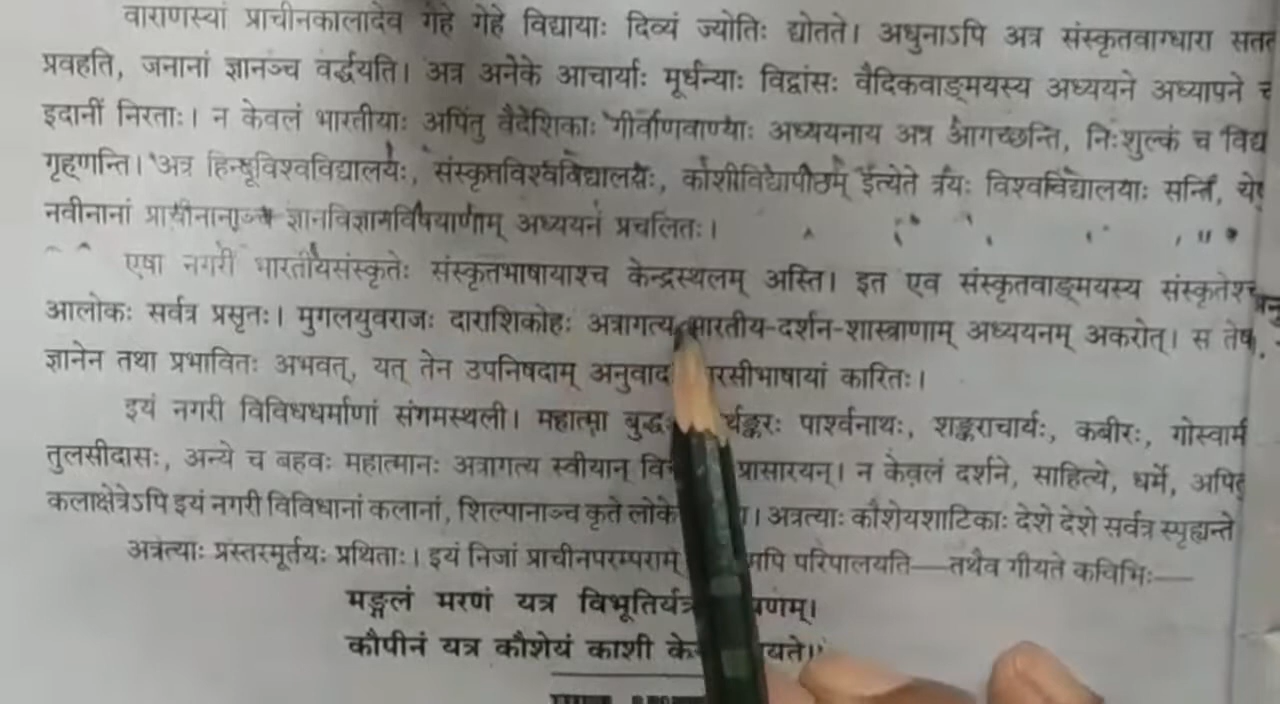 वाराणस्यां प्राचीनकालादेव गेहे गेहे विद्यायाः दिव्यं ज्योतिः द्योतते। अधुनाऽपि अत्र संस्कृतवाग्धारा
प्रवहति, जनानां ज्ञानञ्च वर्द्धयति। अत्र अनेके आचार्याः मूर्धन्याः विद्वांसः वैदिकवाङ्मयस्य अध्ययने अध्यापने च
इदानीं निरताः। न केवलं भारतीयाः अपितु वैदेशिकाः गीर्वाणवाण्याः अध्ययनाय अत्र आगच्छन्ति, निःशुल्कं च
गृह्णन्ति। अत्र हिन्दूविश्वविद्यालयः, संस्कृतविश्वविद्यालयः, काशीविद्यापीठम् इत्येते त्रयः विश्वविद्यालयाः सन्ति,
नवीनानां प्राचीनानाञ्च ज्ञानविज्ञानविषयाणाम् अध्ययनं प्रचलितः।
एषा नगरी भारतीयसंस्कृतेः संस्कृतभाषायाश्च केन्द्रस्थलम् अस्ति। इत एव संस्कृतवाङ्मयस्य
आलोकः सर्वत्र प्रसृतः। मुगलयुवराजः दाराशिकोहः अत्रागत्य भारतीय-दर्शन-शास्त्राणाम् अध्ययनम् अकरोत्। स
ज्ञानेन तथा प्रभावितः अभवत्, यत् तेन उपनिषदाम् कारितः।
इयं नगरी विविधधर्माणां संगमस्थली। महात्मा पार्श्वनाथः, शङ्कराचार्यः, कबीरः,
तुलसीदासः, अन्ये च बहवः महात्मानः अत्रागत्य स्वीयान् प्रासारयन्। न केवलं दर्शने, साहित्ये, धर्मे,
कलाक्षेत्रेऽपि इयं नगरी विविधानां कलानां, शिल्पानाञ्च कृते लोके । अत्रत्याः कौशेयशाटिकाः देशे देशे सर्वत्र स्पृह्यन्ते
अत्रत्याः प्रस्तरमूर्तयः प्रथिताः। इयं निजां प्राचीनपरम्पराम् परिपालयति—तथैव गीयते कविभिः—
मङ्गलं मरणं यत्र
कौपीनं यत्र कौशेयं काशी